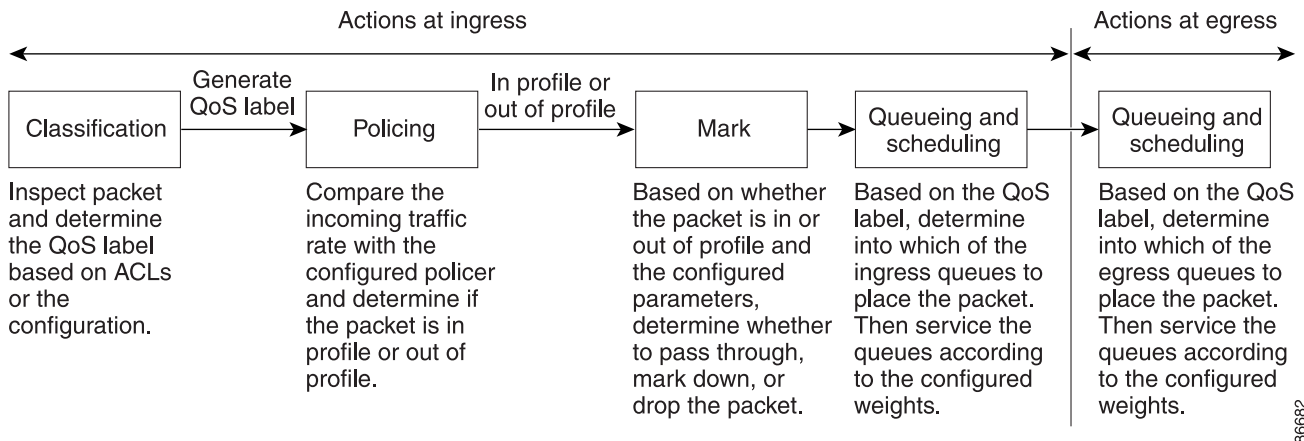 Actions at ingress
Actions at egress
Generate
QoS label
In profile or
out of profile
Classification
Policing
Mark
Queueing and
scheduling
Queueing and
scheduling
Inspect packet
and determine
the QoS label
based on ACLs
or the
configuration.
Compare the
incoming traffic
rate with the
configured policer
and determine if
the packet is in
profile or out of
profile.
Based on whether
the packet is in or
out of profile and
the configured
parameters,
determine whether
to pass through,
mark down, or
drop the packet.
Based on the QoS
label, determine
into which of the
ingress queues to
place the packet.
Then service the
queues according
to the configured
weights.
Based on the QoS
label, determine
into which of the
egress queues to
place the packet.
Then service the
queues according
to the configured
weights.